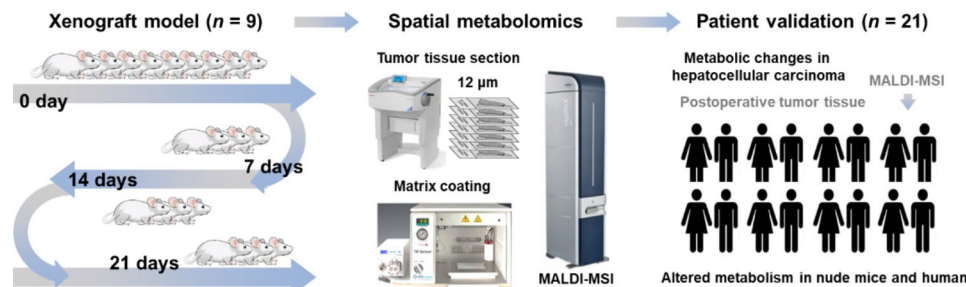 Xenograft model (n = 9)
0 day
7 days
14 days
21 days
Spatial metabolomics
Tumor tissue section
12 µm
Matrix coating
MALDI-MSI
Patient validation (n = 21)
Metabolic changes in
hepatocellular carcinoma
MALDI-MSI
Postoperative tumor tissue
Altered metabolism in nude mice and human